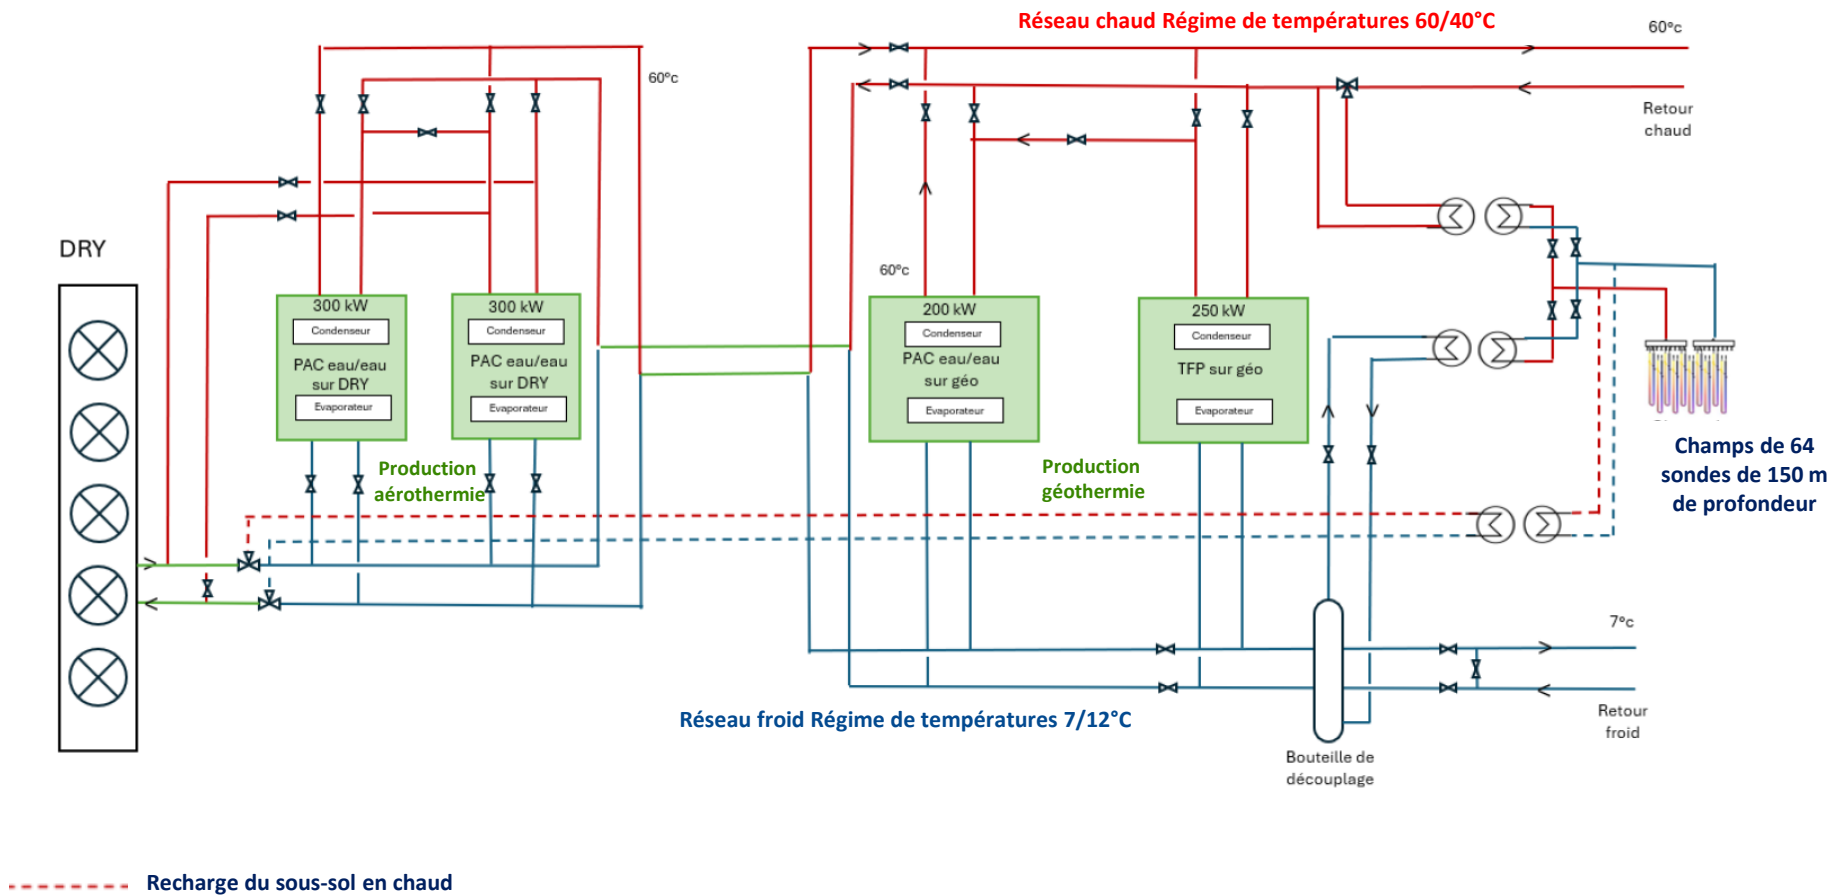 Réseau chaud Régime de températures 60/40°C
60°c
60°c
Retour
chaud
DRY
60°c
300 kW
Condenseur
PAC eau/eau
sur DRY
Evaporateur
300 kW
Condenseur
PAC eau/eau
sur DRY
Evaporateur
200 kW
Condenseur
PAC eau/eau
sur géo
Evaporateur
250 kW
Condenseur
TFP sur géo
Evaporateur
Production
aérothermie
Production
géothermie
Champs de 64
sondes de 150 m
de profondeur
7°c
Retour
froid
Réseau froid Régime de températures 7/12°C
Bouteille de
découplage
Recharge du sous-sol en chaud